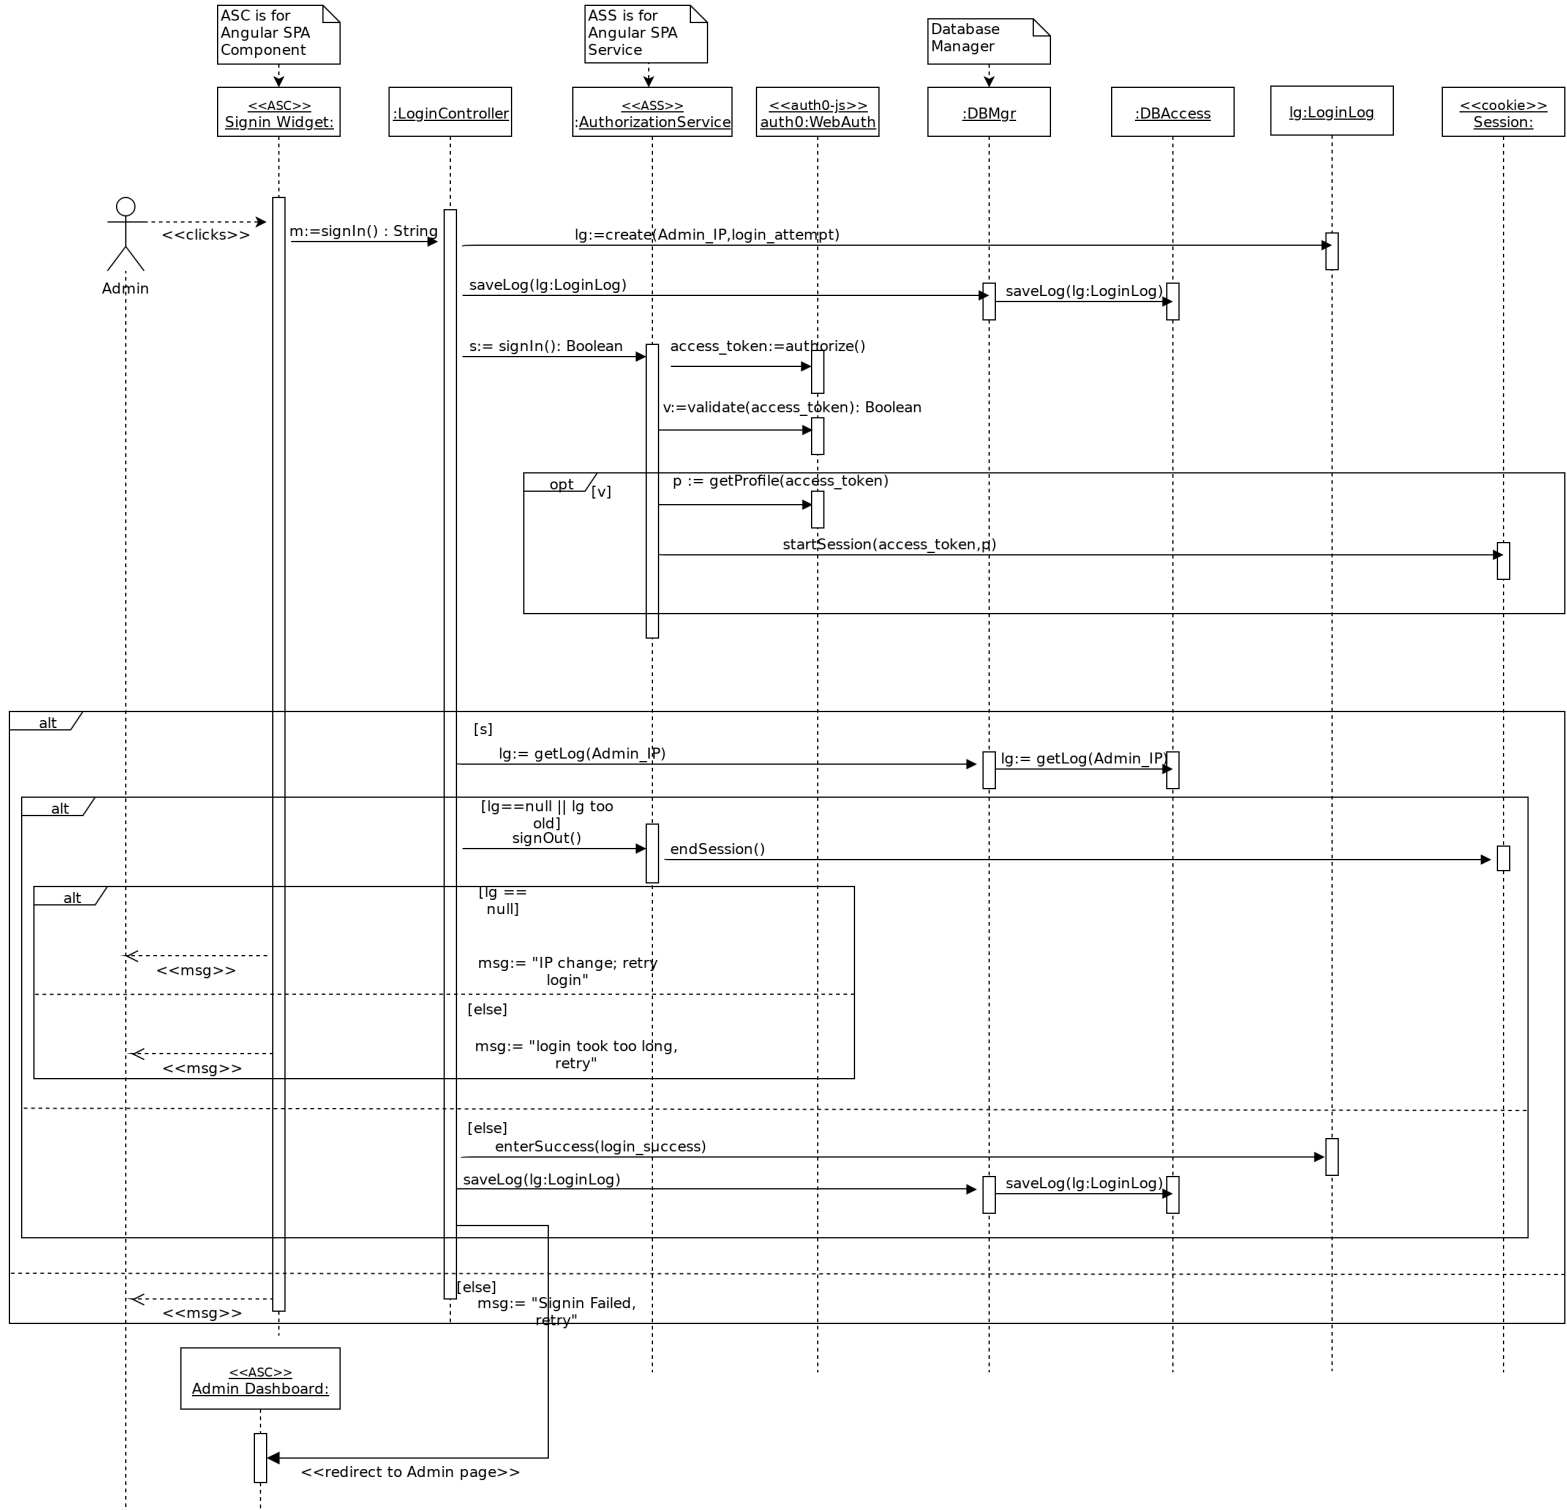 ASC is for
Angular SPA
Component
ASS is for
Angular SPA
Service
Database
Manager
<<ASC>>
Signin Widget:
:LoginController
<<ASS>>
:AuthorizationService
<<auth0-js>>
auth0:WebAuth
:DBMgr
:DBAccess
lg:LoginLog
<<cookie>>
Session:
<<clicks>>
Admin
m:=signIn() : String
lg:=create(Admin_IP,login_attempt)
saveLog(lg:LoginLog)
saveLog(lg:LoginLog)
s:= signIn(): Boolean
access_token:=authorize()
v:=validate(access_token): Boolean
opt
[v]
p := getProfile(access_token)
startSession(access_token,p)
alt
[s]
lg:= getLog(Admin_IP)
lg:= getLog(Admin_IP)
alt
[lg==null || lg too
old]
signOut()
endSession()
alt
[lg ==
null]
<<msg>>
msg:= "IP change; retry
login"
[else]
<<msg>>
msg:= "login took too long,
retry"
[else]
enterSuccess(login_success)
saveLog(lg:LoginLog)
saveLog(lg:LoginLog)
[else]
<<msg>>
msg:= "Signin Failed,
retry"
<<ASC>>
Admin Dashboard:
<<redirect to Admin page>>